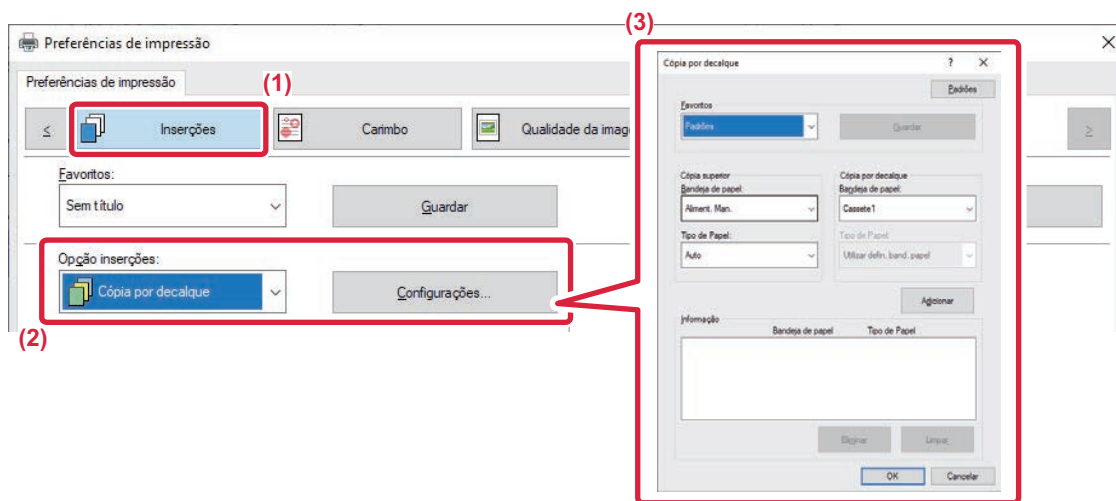 (3)
Preferências de impressão
Preferências de impressão
(1)
<
Inserções
Carimbo
Qualidade da imag
>
Favoritos:
Sem título
Guardar
Opção inserções:
Cópia por decalque
Configurações...
(2)
Cópia por decalque
?
Padrões
Favoritos
Padrões
Guardar
Cópia superior
Bandeja de papel:
Aliment. Man.
Tipo de Papel:
Auto
Cópia por decalque
Bandeja de papel:
Cassete1
Tipo de Papel:
Utilizar defin. band. papel
Adicionar
Informação
Bandeja de papel Tipo de Papel
Eliminar Limpar
OK Cancelar